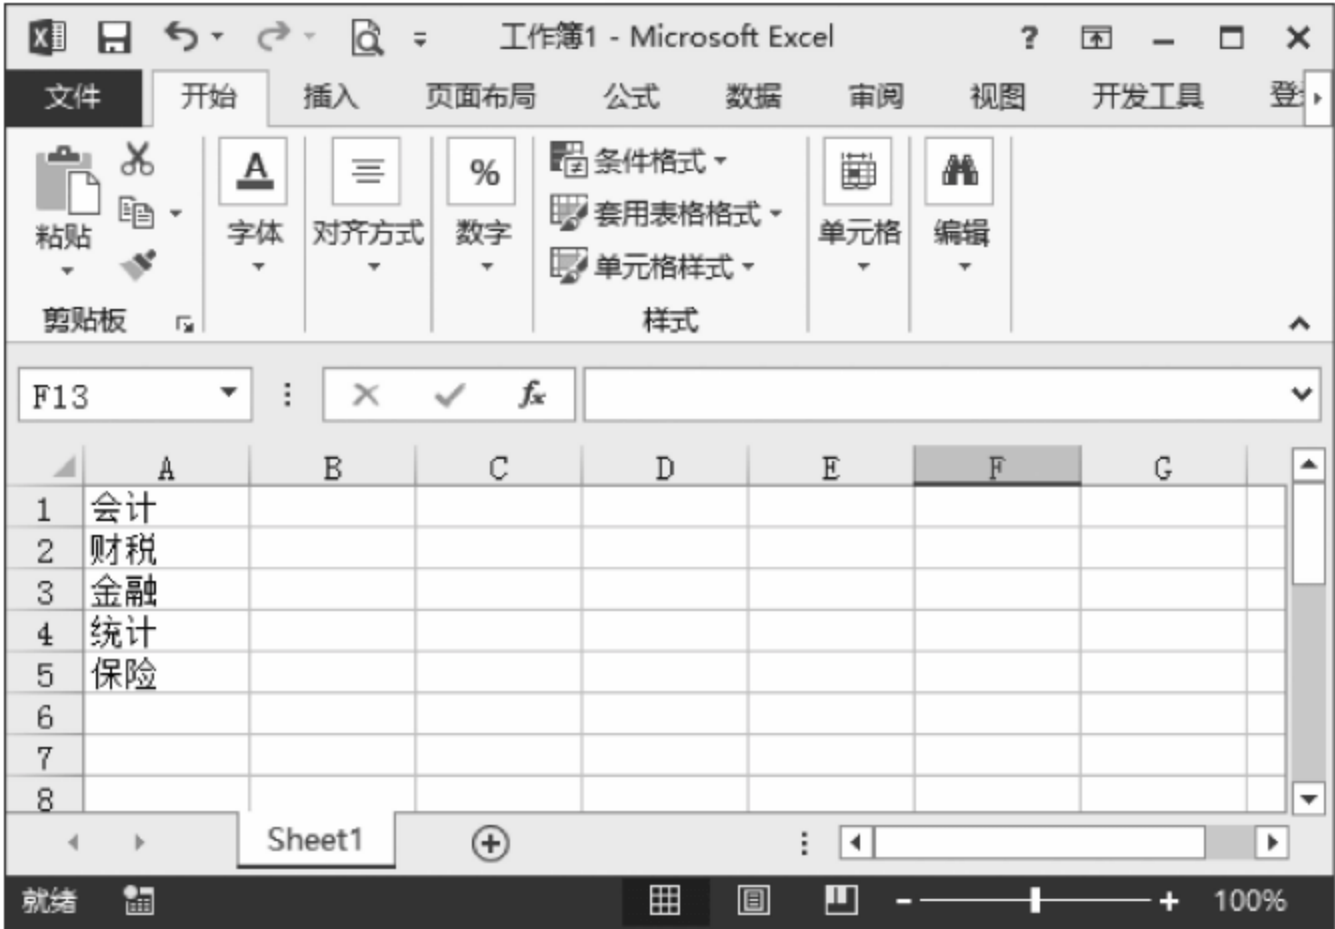 工作簿1 - Microsoft Excel ?
文件 开始 插入 页面布局 公式 数据 审阅 视图 开发工具 登
粘贴 A 字体 对齐方式 % 数字 条件格式 单元格 编辑
套用表格格式
单元格样式
剪贴板 样式
F13 fx
A B C D E F G
1 会计
2 财税
3 金融
4 统计
5 保险
6
7
8
Sheet1
就绪 100%